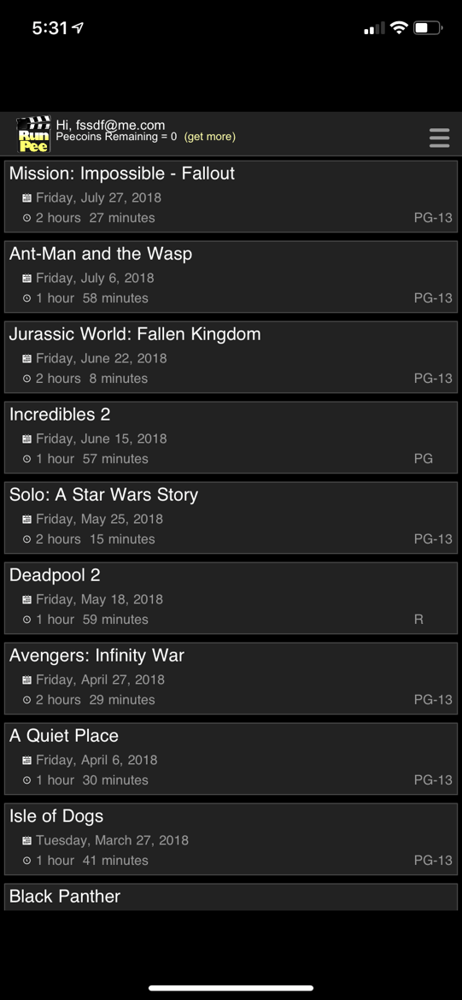 5:31
Run
Pee
Hi, fssdf@me.com
Peecoins Remaining = 0 (get more)
Mission: Impossible - Fallout
Friday, July 27, 2018
2 hours 27 minutes PG-13
Ant-Man and the Wasp
Friday, July 6, 2018
1 hour 58 minutes PG-13
Jurassic World: Fallen Kingdom
Friday, June 22, 2018
2 hours 8 minutes PG-13
Incredibles 2
Friday, June 15, 2018
1 hour 57 minutes PG
Solo: A Star Wars Story
Friday, May 25, 2018
2 hours 15 minutes PG-13
Deadpool 2
Friday, May 18, 2018
1 hour 59 minutes R
Avengers: Infinity War
Friday, April 27, 2018
2 hours 29 minutes PG-13
A Quiet Place
Friday, April 6, 2018
1 hour 30 minutes PG-13
Isle of Dogs
Tuesday, March 27, 2018
1 hour 41 minutes PG-13
Black Panther